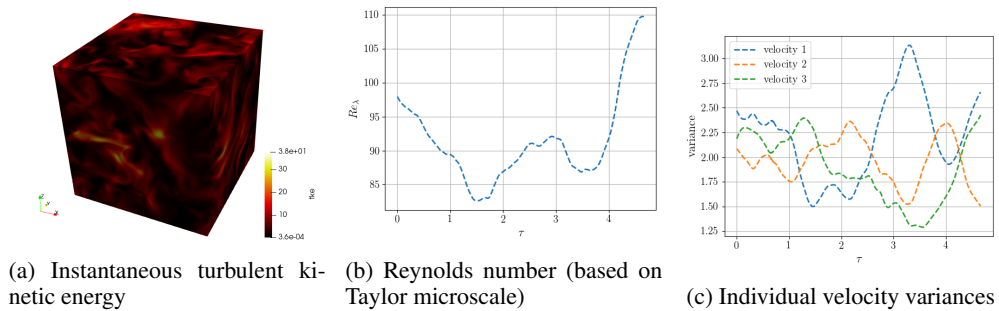 3.8e+01
30
20
10
3.6e-04
tke
Z
Y
X
(a) Instantaneous turbulent ki-
netic energy
110
105
100
95
90
85
Re_λ
0 1 2 3 4
τ
(b) Reynolds number (based on
Taylor microscale)
velocity 1
velocity 2
velocity 3
3.00
2.75
2.50
2.25
2.00
1.75
1.50
1.25
variance
0 1 2 3 4
τ
(c) Individual velocity variances